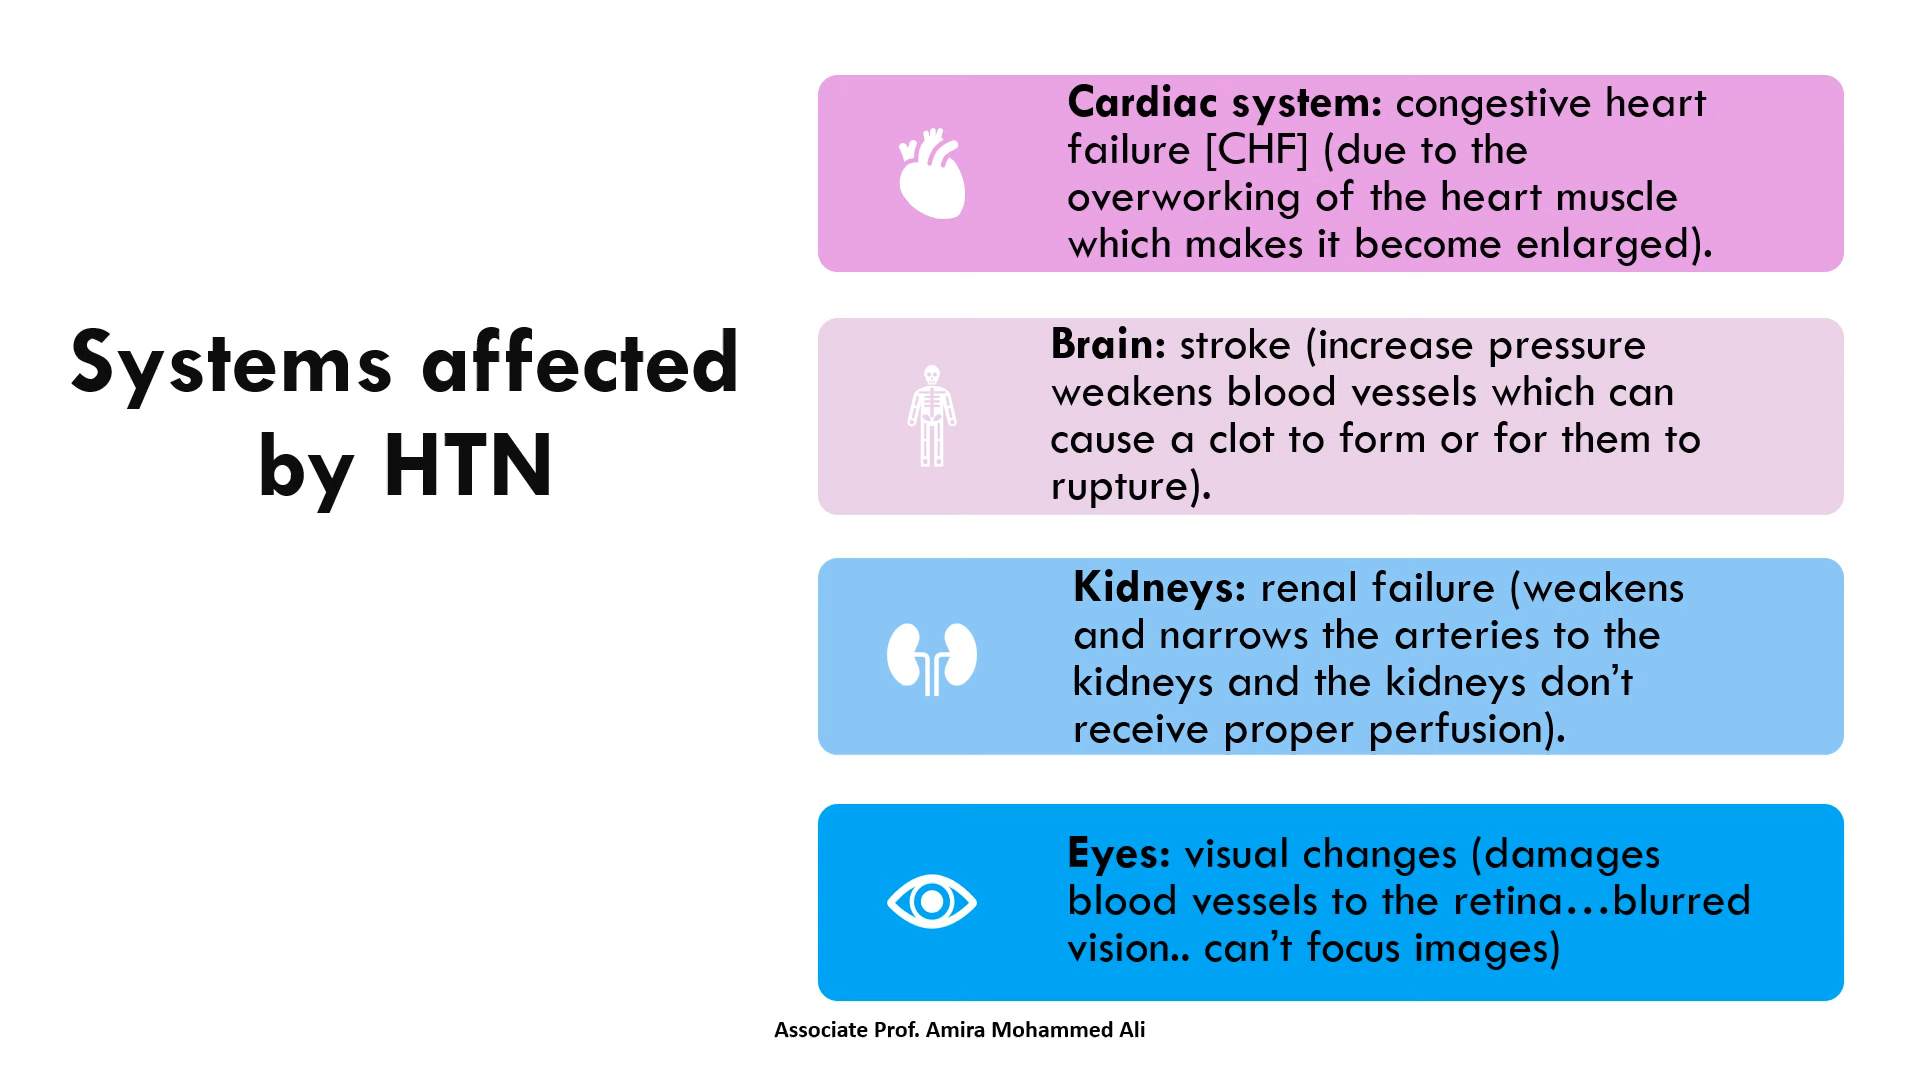 Systems affected
by HTN
Cardiac system: congestive heart
failure [CHF] (due to the
overworking of the heart muscle
which makes it become enlarged).
Brain: stroke (increase pressure
weakens blood vessels which can
cause a clot to form or for them to
rupture).
Kidneys: renal failure (weakens
and narrows the arteries to the
kidneys and the kidneys don’t
receive proper perfusion).
Eyes: visual changes (damages
blood vessels to the retina…blurred
vision.. can’t focus images)
Associate Prof. Amira Mohammed Ali